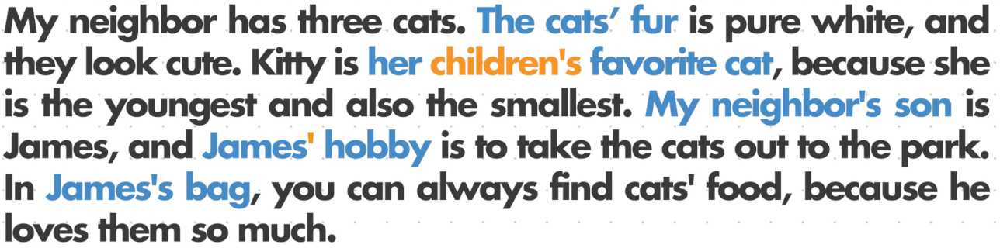 My neighbor has three cats. The cats’ fur is pure white, and
they look cute. Kitty is her children's favorite cat, because she
is the youngest and also the smallest. My neighbor's son is
James, and James' hobby is to take the cats out to the park.
In James's bag, you can always find cats' food, because he
loves them so much.